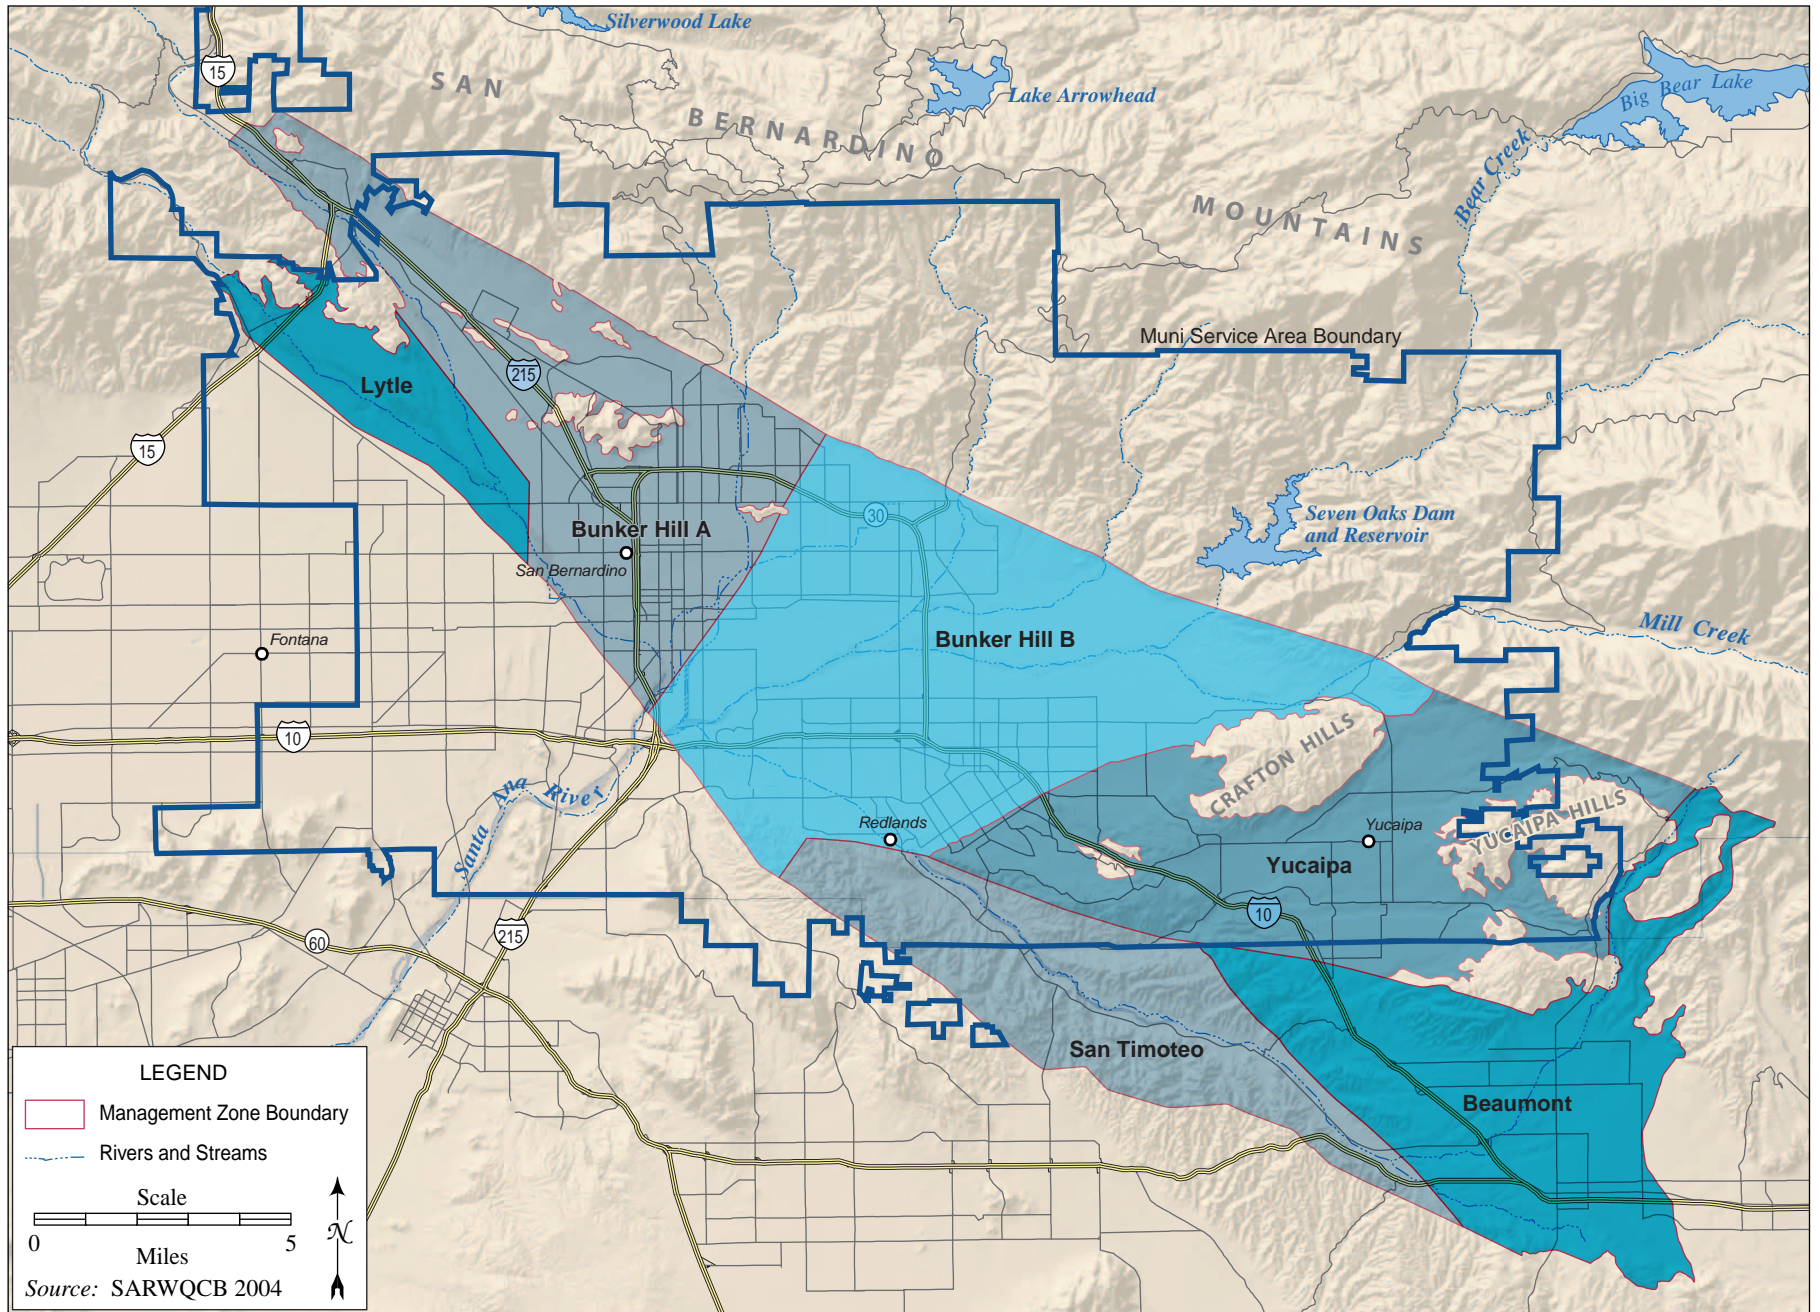 Silverwood Lake
15
SAN
BERNARDINO
MOUNTAINS
Lake Arrowhead
Big Bear Lake
Bear Creek
Muni Service Area Boundary
215
Lytle
15
30
Seven Oaks Dam
and Reservoir
Bunker Hill A
San Bernardino
Fontana
Bunker Hill B
Mill Creek
10
CRAFTON HILLS
Santa Ana River
Redlands
Yucaipa
YUCAIPA HILLS
Yucaipa
10
60
215
San Timoteo
Beaumont
LEGEND
Management Zone Boundary
Rivers and Streams
Scale
0 5
Miles
N
Source: SARWQCB 2004